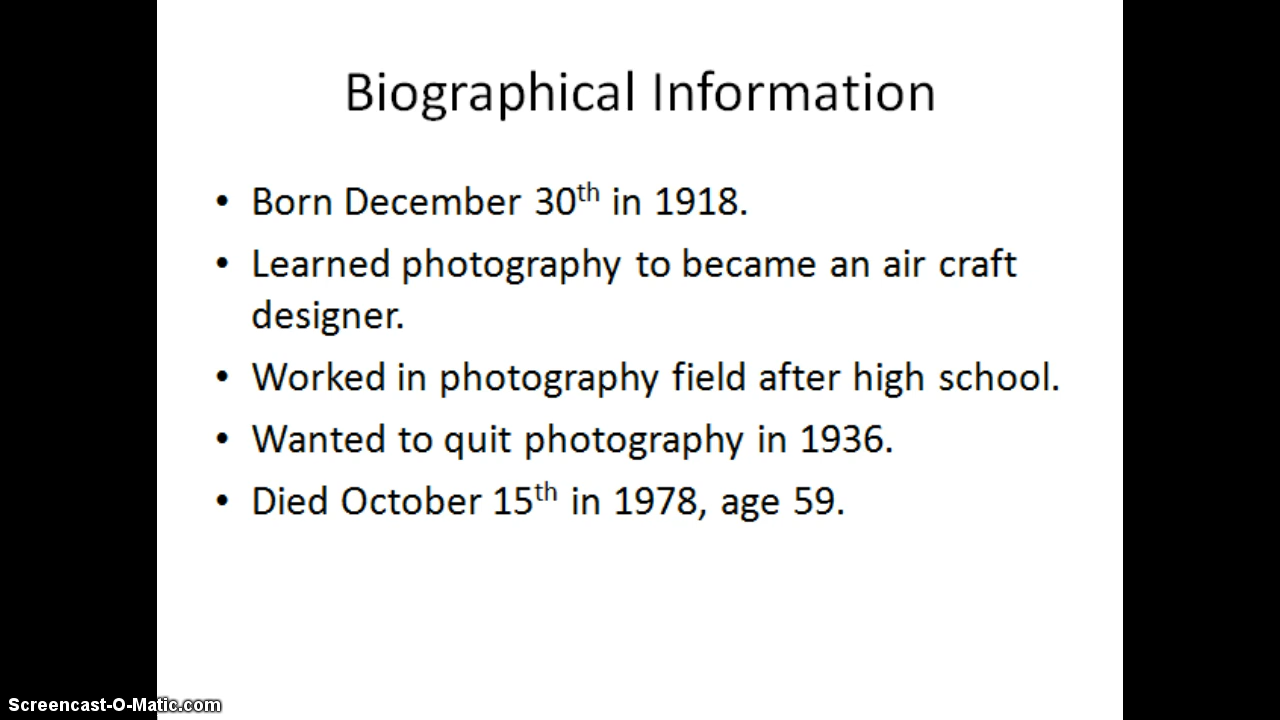 Biographical Information
• Born December 30th in 1918.
• Learned photography to became an air craft
designer.
• Worked in photography field after high school.
• Wanted to quit photography in 1936.
• Died October 15th in 1978, age 59.
Screencast-O-Matic.com